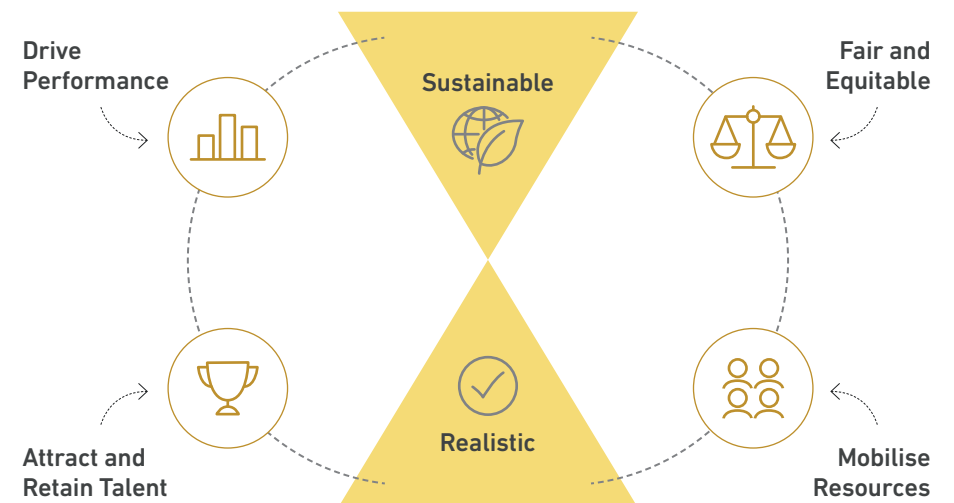 Drive
Performance
Sustainable
Fair and
Equitable
Attract and
Retain Talent
Realistic
Mobilise
Resources